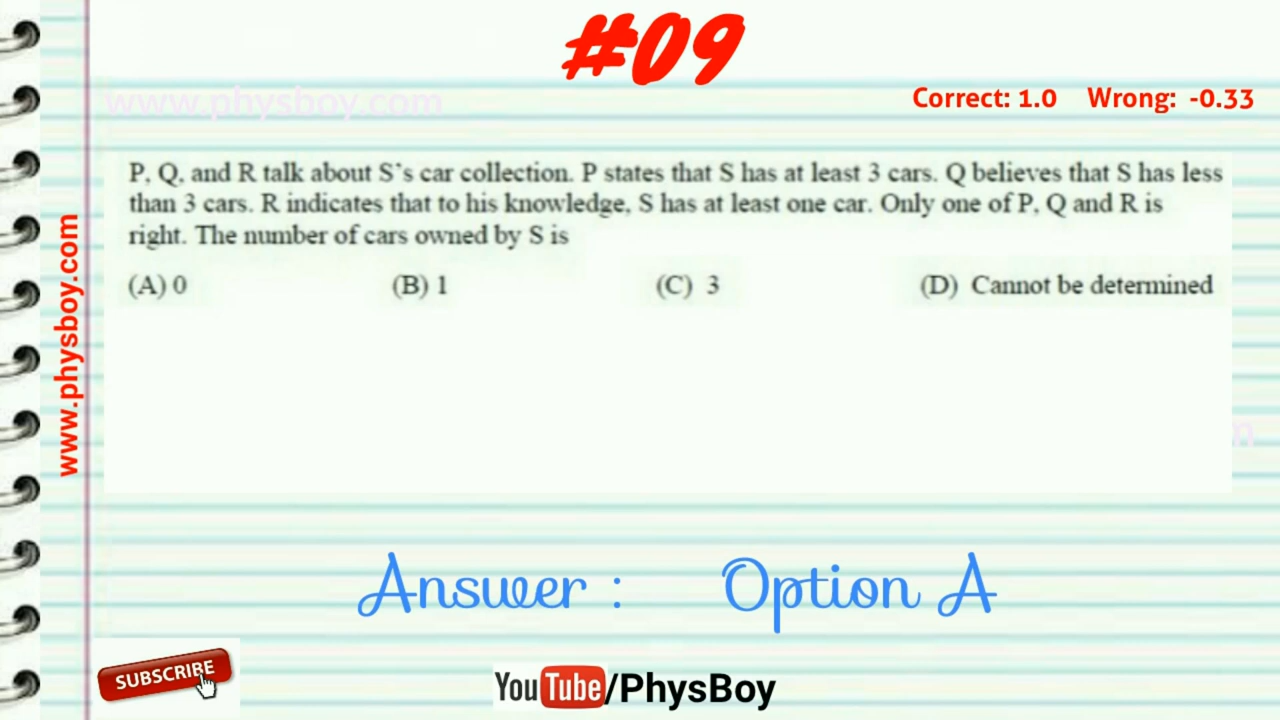 #09
www.physboy.com
Correct: 1.0 Wrong: -0.33
P, Q, and R talk about S's car collection. P states that S has at least 3 cars. Q believes that S has less
than 3 cars. R indicates that to his knowledge, S has at least one car. Only one of P, Q and R is
right. The number of cars owned by S is
(A) 0 (B) 1 (C) 3 (D) Cannot be determined
www.physboy.com
Answer : Option A
SUBSCRIBE
YouTube/PhysBoy